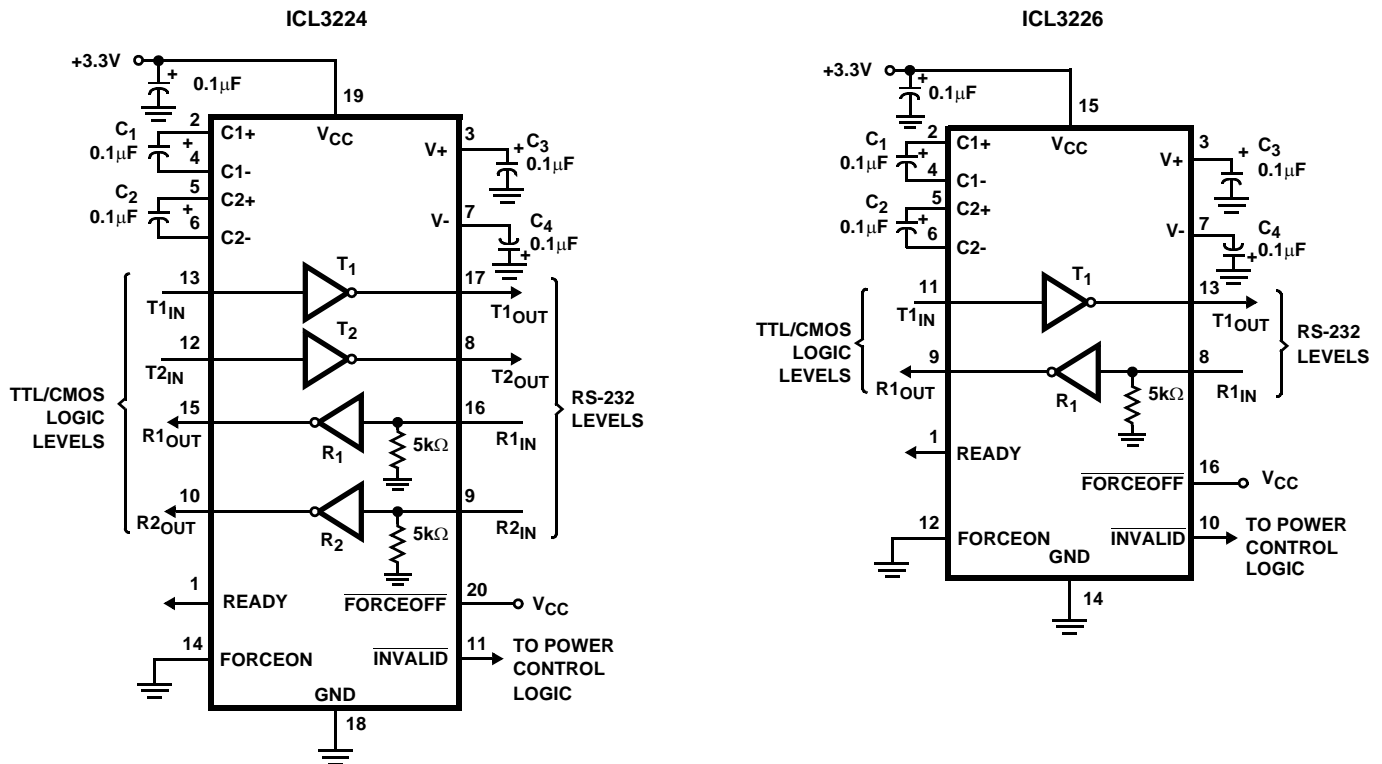 ICL3224
+3.3V
+
0.1μF
19
2
C1+
VCC
3
V+
C1
0.1μF
+
4
C1-
+
C3
0.1μF
5
C2+
C2
0.1μF
+
6
C2-
7
V-
C4
0.1μF
+
T1
13
17
T1IN
T1OUT
T2
12
8
T2IN
T2OUT
TTL/CMOS
LOGIC
LEVELS
RS-232
LEVELS
15
16
R1OUT
R1
5kΩ
R1IN
10
9
R2OUT
R2
5kΩ
R2IN
1
READY
FORCEOFF
20
VCC
14
FORCEON
INVALID
11
TO POWER
CONTROL
LOGIC
GND
18
ICL3226
+3.3V
+
0.1μF
15
2
C1+
VCC
3
V+
C1
0.1μF
+
4
C1-
+
C3
0.1μF
5
C2+
C2
0.1μF
+
6
C2-
7
V-
C4
0.1μF
+
T1
11
13
T1IN
T1OUT
TTL/CMOS
LOGIC
LEVELS
RS-232
LEVELS
9
8
R1OUT
R1
5kΩ
R1IN
1
READY
FORCEOFF
16
VCC
12
FORCEON
INVALID
10
TO POWER
CONTROL
LOGIC
GND
14